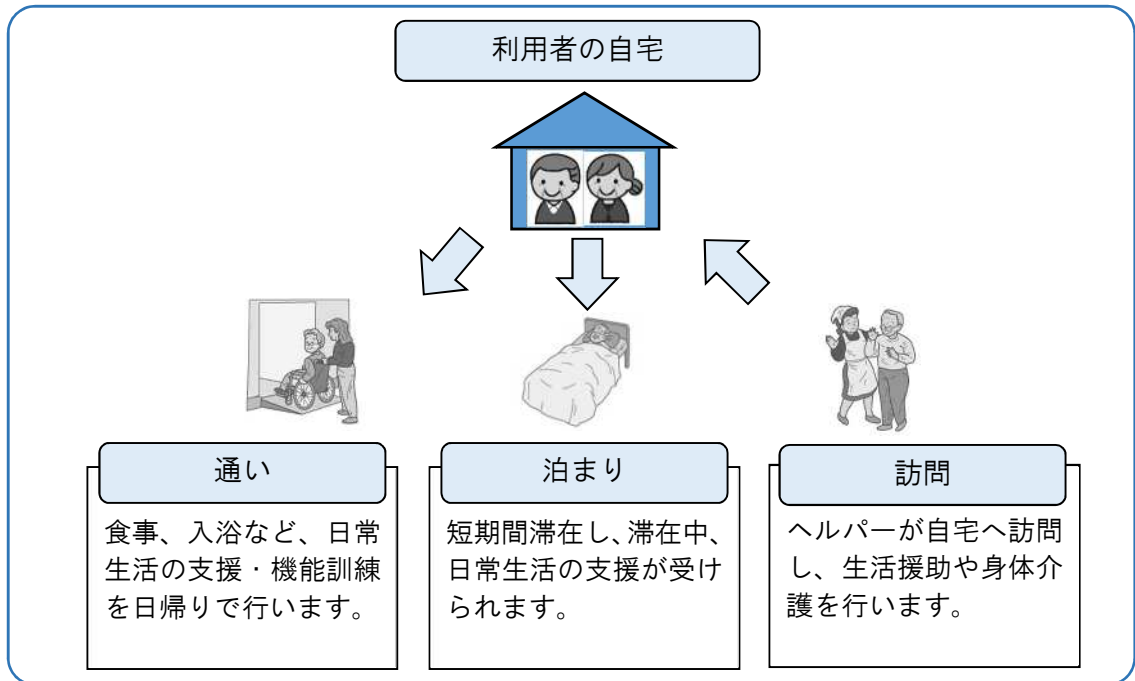 利用者の自宅
通い
食事、入浴など、日常
生活の支援・機能訓練
を日帰りで行います。
泊まり
短期間滞在し、滞在中、
日常生活の支援が受け
られます。
訪問
ヘルパーが自宅へ訪問
し、生活援助や身体介
護を行います。